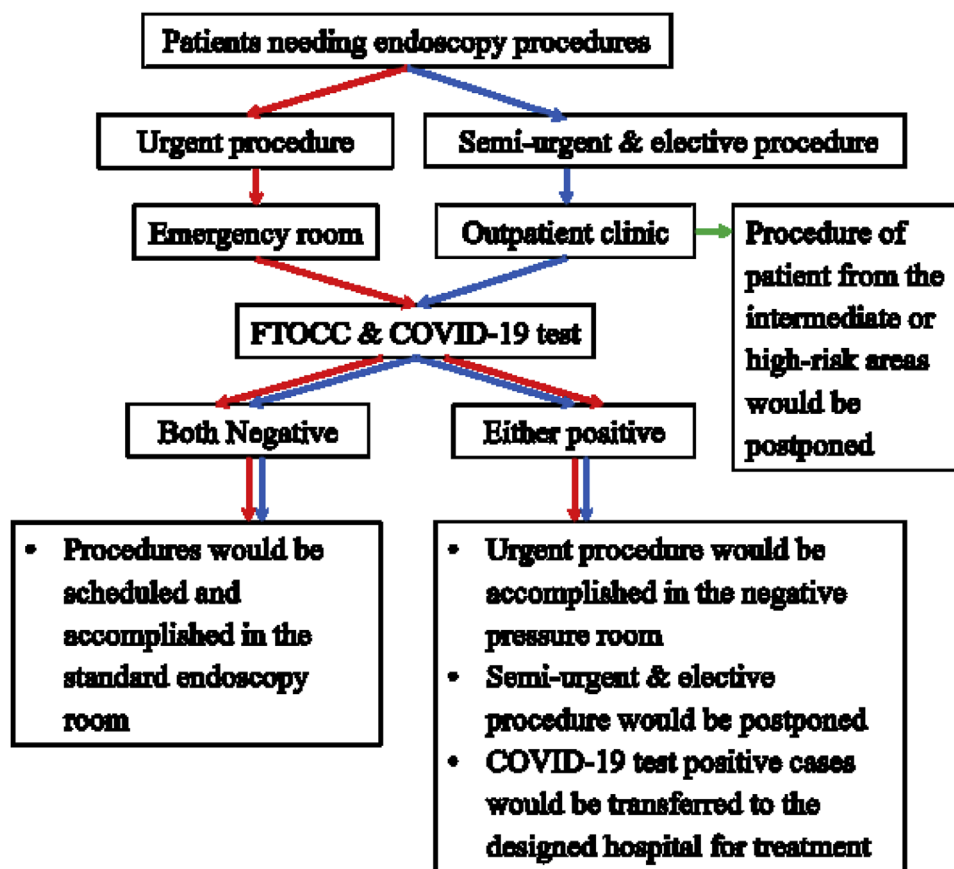 Patients needing endoscopy procedures
Urgent procedure
Semi-urgent & elective procedure
Emergency room
Outpatient clinic
Procedure of
patient from the
intermediate or
high-risk areas
would be
postponed
FTOCC & COVID-19 test
Both Negative
Either positive
• Procedures would be
scheduled and
accomplished in the
standard endoscopy
room
• Urgent procedure would be
accomplished in the negative
pressure room
• Semi-urgent & elective
procedure would be postponed
• COVID-19 test positive cases
would be transferred to the
designed hospital for treatment